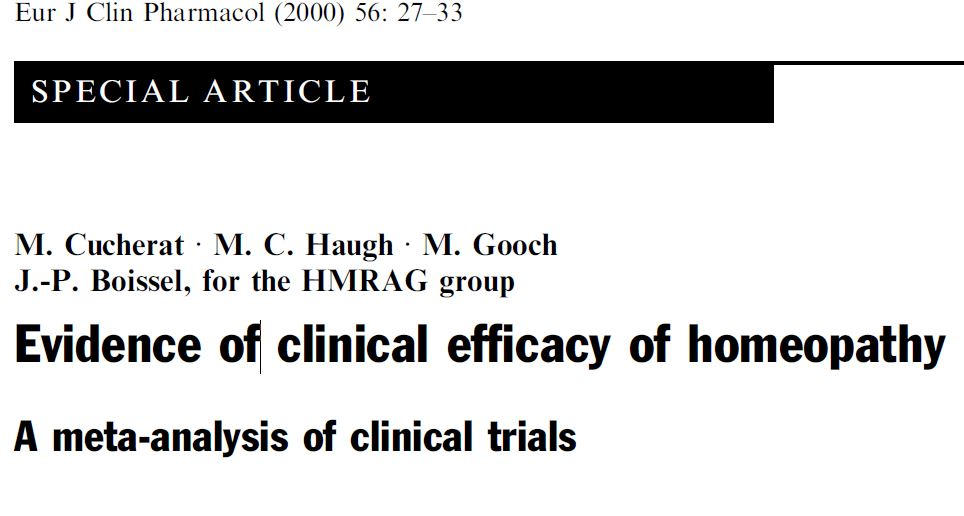 Eur J Clin Pharmacol (2000) 56: 27–33
SPECIAL ARTICLE
M. Cucherat · M. C. Haugh · M. Gooch
J.-P. Boissel, for the HMRAG group
Evidence of clinical efficacy of homeopathy
A meta-analysis of clinical trials